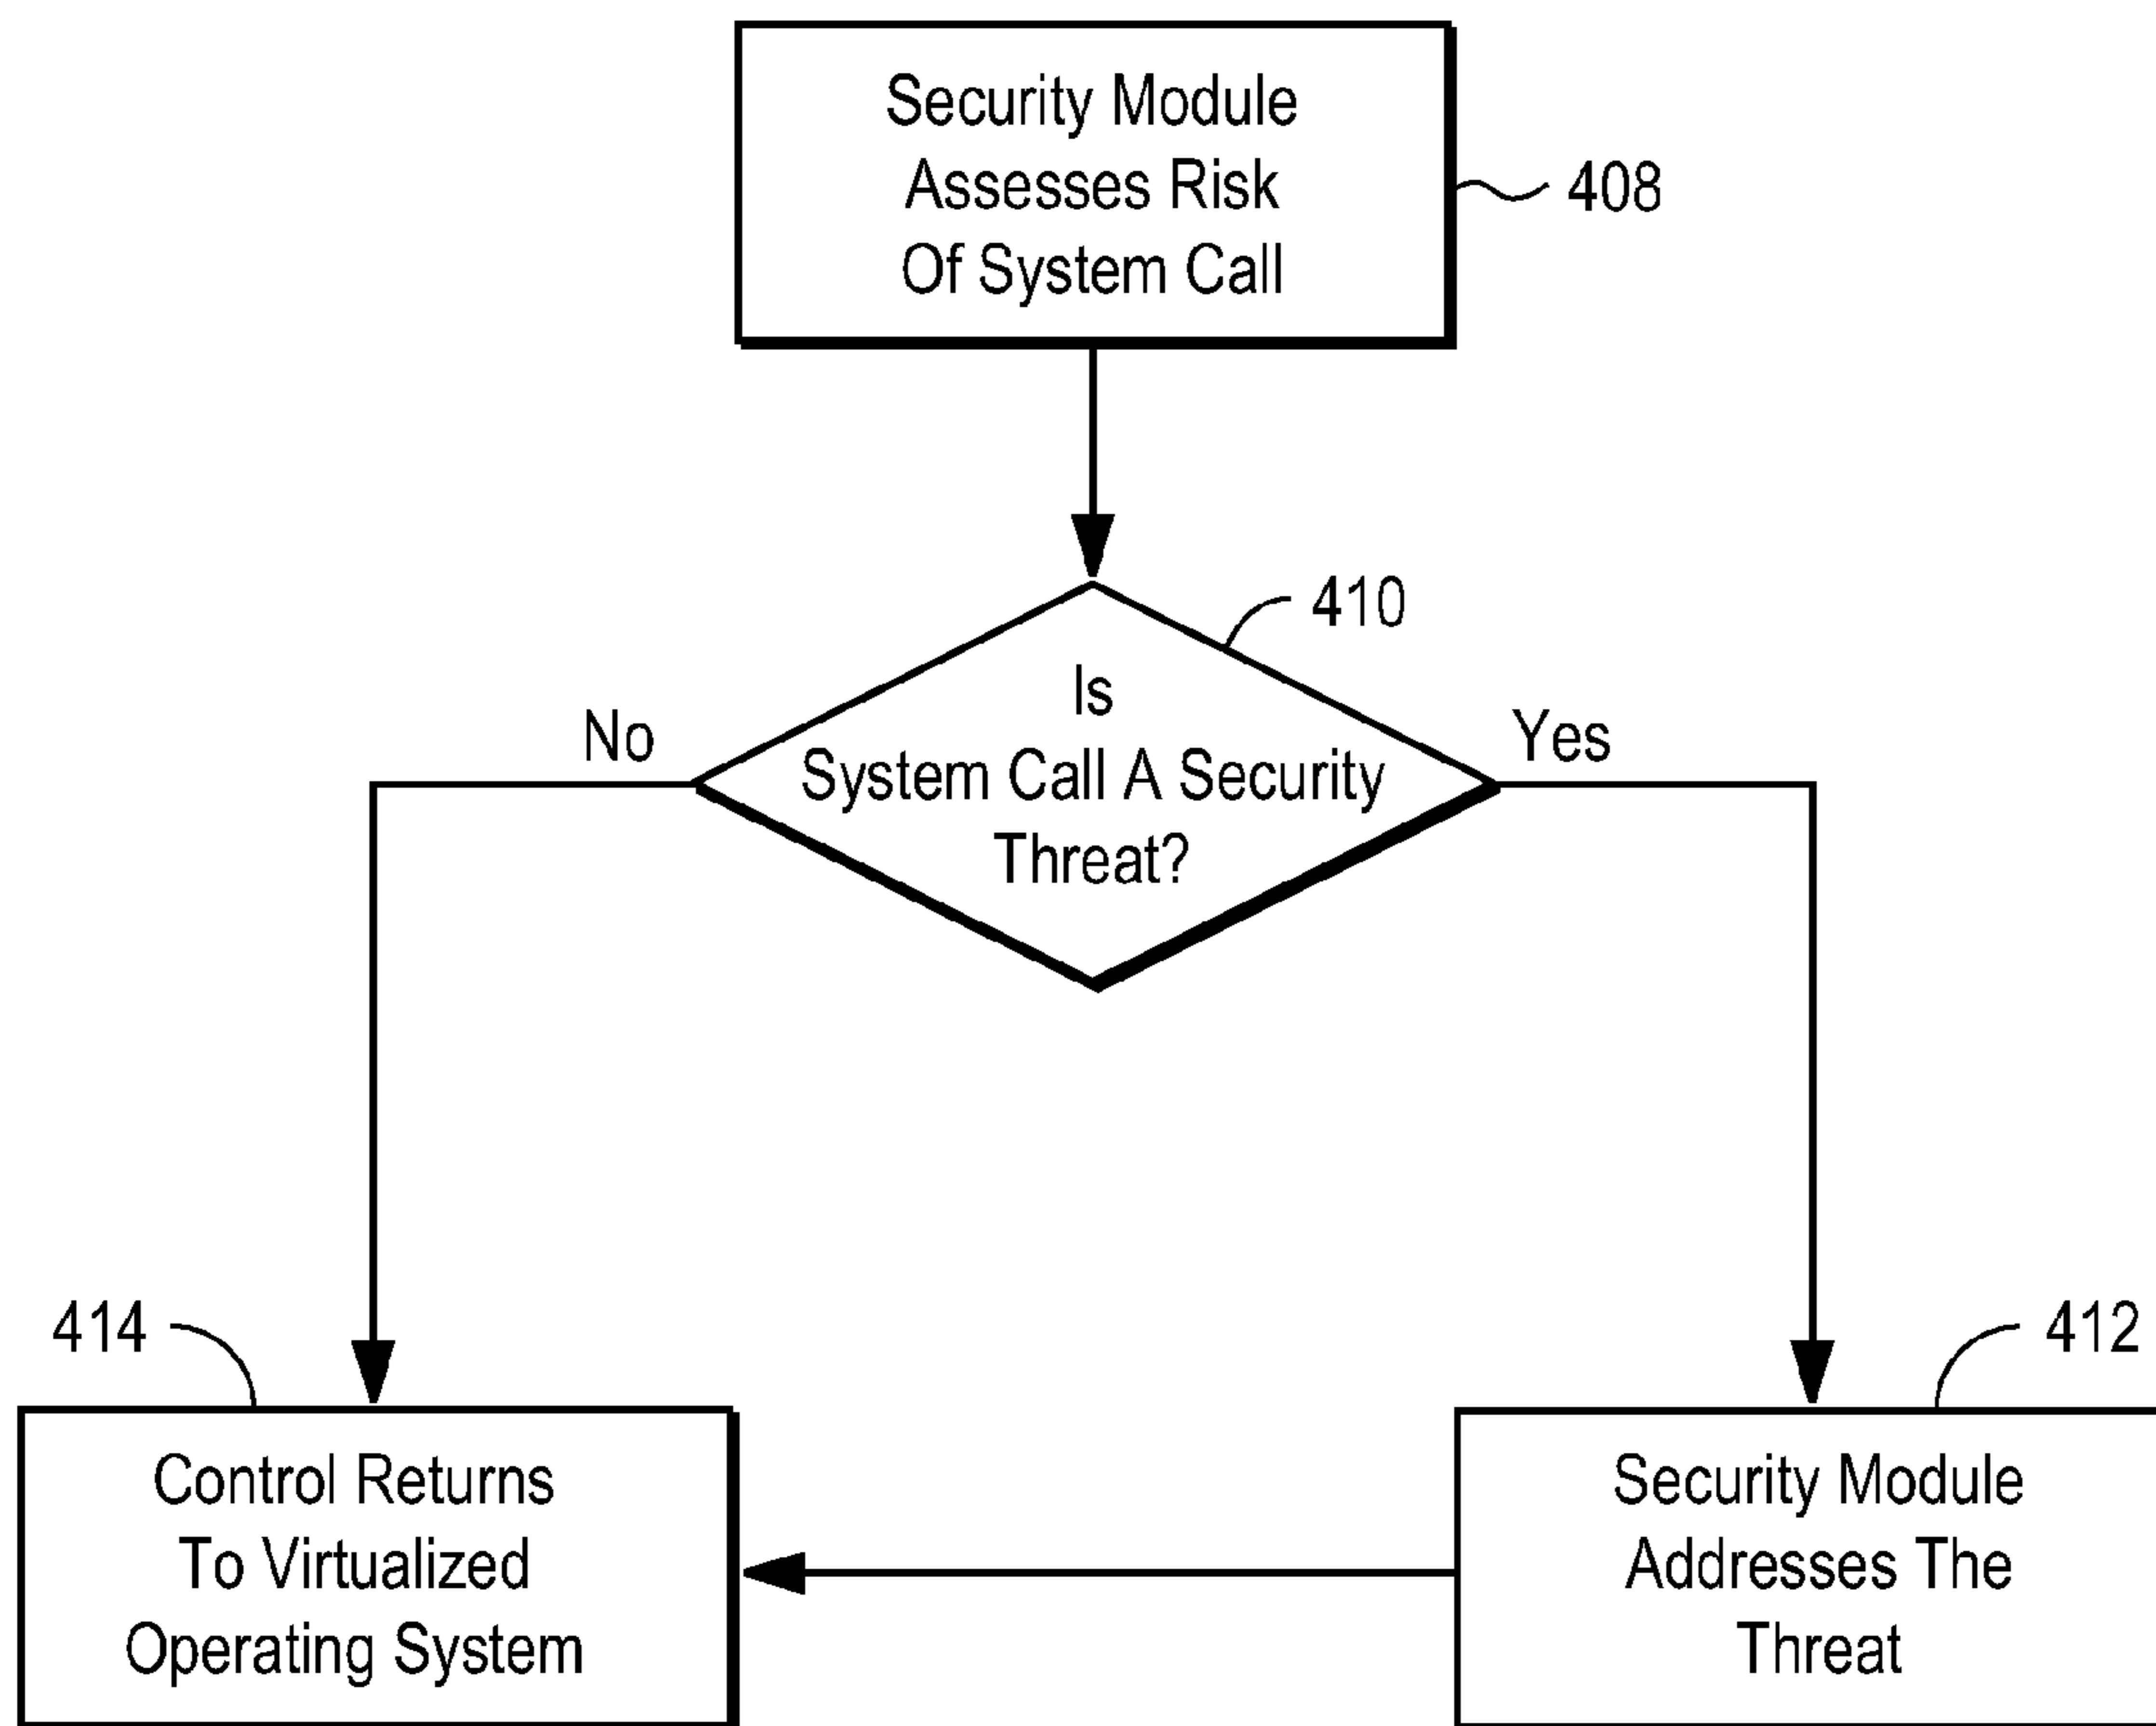 Security Module
Assesses Risk
Of System Call
408
410
Is
System Call A Security
Threat?
No
Yes
414
412
Control Returns
To Virtualized
Operating System
Security Module
Addresses The
Threat